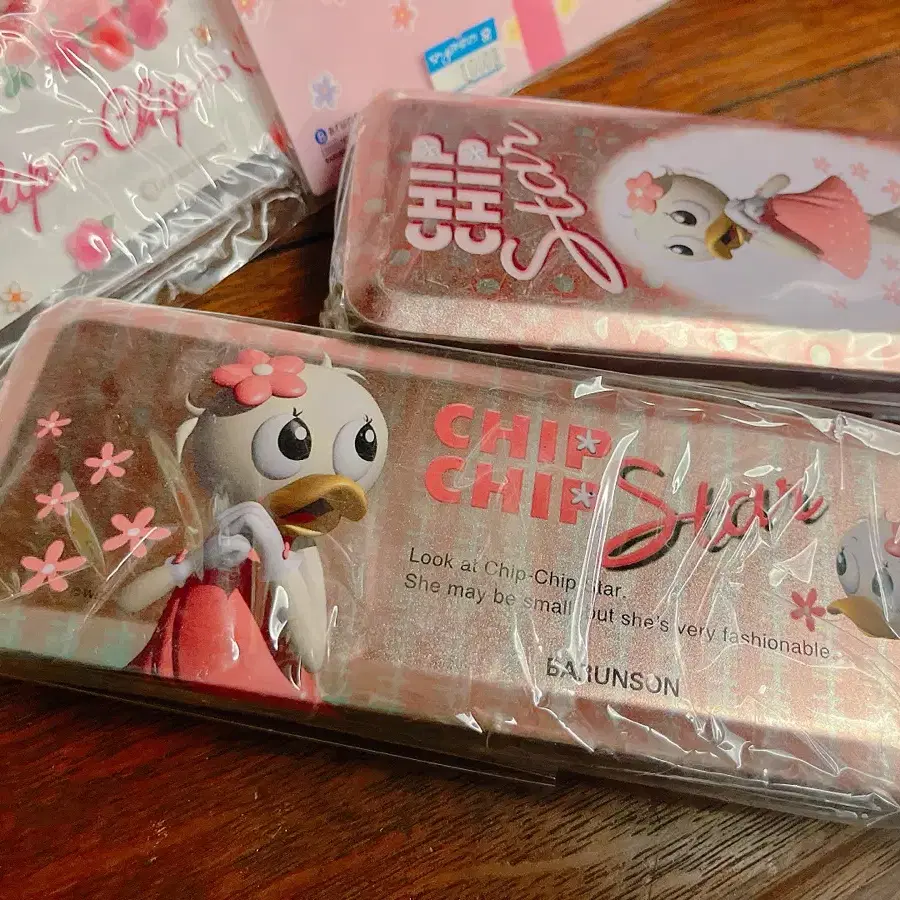 Chip
CHIP
CHIP
Star
CHIP
CHIP
Star
Look at Chip-Chip Star.
She may be small but she's very fashionable.
BARUNSON